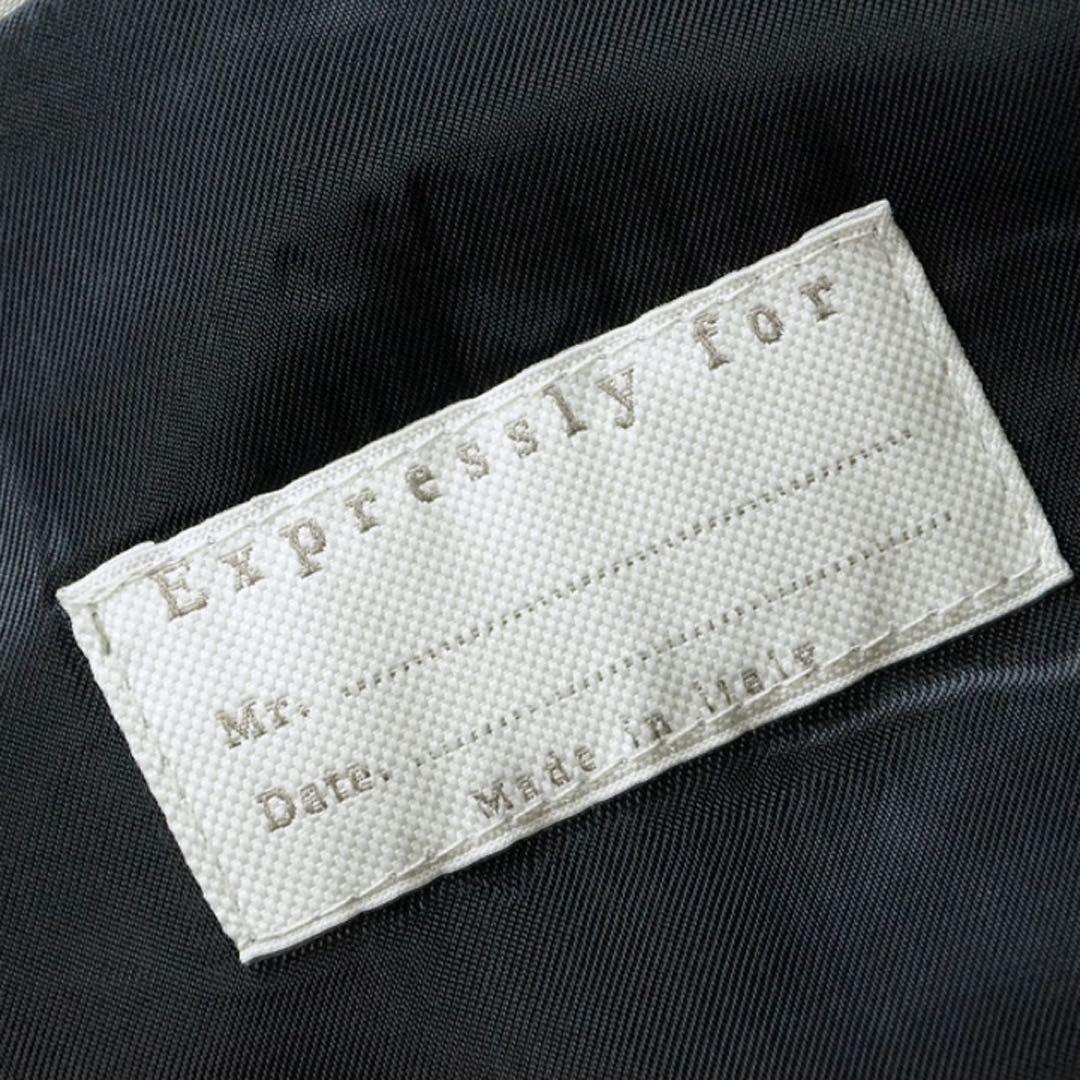 Expressly for
Mr. ............................................
Date. ........................................
Made in italy